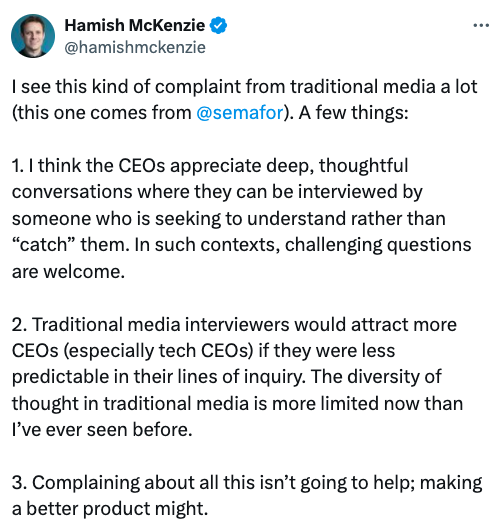 Hamish McKenzie
@hamishmckenzie
I see this kind of complaint from traditional media a lot
(this one comes from @semafor). A few things:
1. I think the CEOs appreciate deep, thoughtful
conversations where they can be interviewed by
someone who is seeking to understand rather than
“catch” them. In such contexts, challenging questions
are welcome.
2. Traditional media interviewers would attract more
CEOs (especially tech CEOs) if they were less
predictable in their lines of inquiry. The diversity of
thought in traditional media is more limited now than
I’ve ever seen before.
3. Complaining about all this isn’t going to help; making
a better product might.